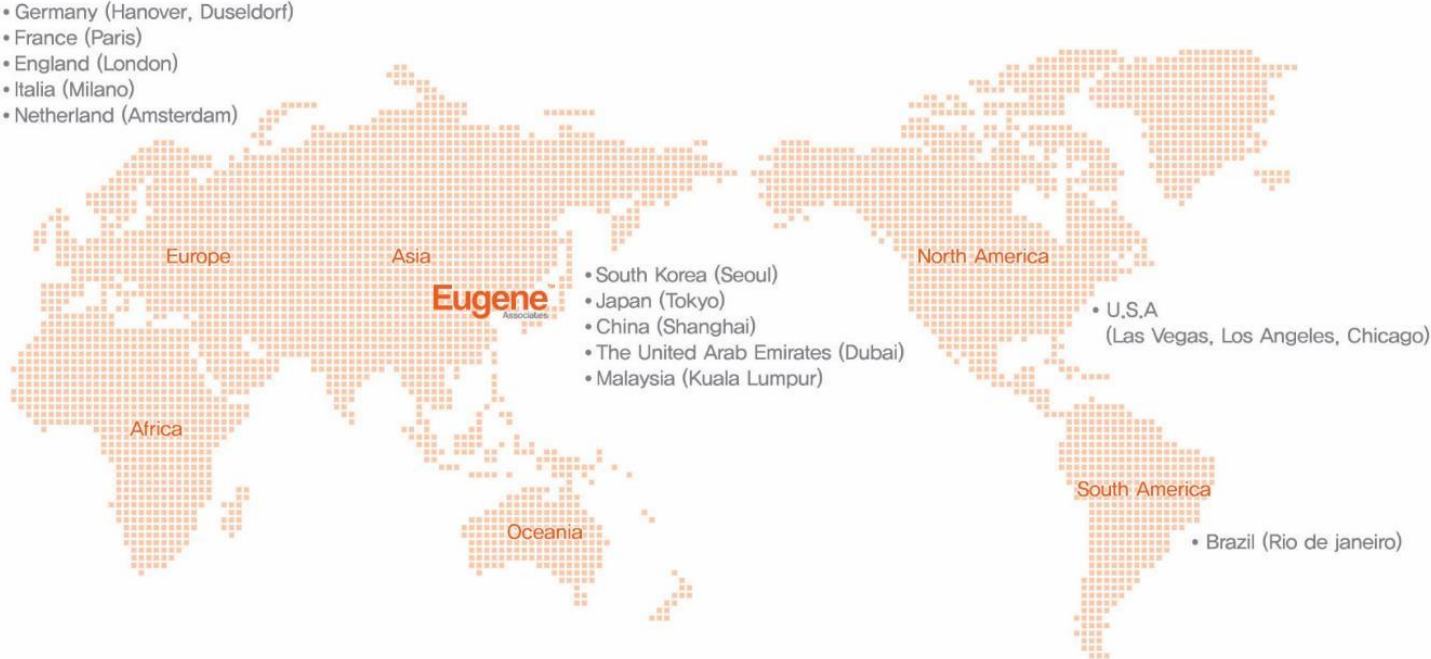 • Germany (Hanover, Duseldorf)
• France (Paris)
• England (London)
• Italia (Milano)
• Netherland (Amsterdam)
Europe
Asia
North America
Eugene™
Associates
• South Korea (Seoul)
• Japan (Tokyo)
• China (Shanghai)
• The United Arab Emirates (Dubai)
• Malaysia (Kuala Lumpur)
• U.S.A
(Las Vegas, Los Angeles, Chicago)
Africa
South America
Oceania
• Brazil (Rio de janeiro)